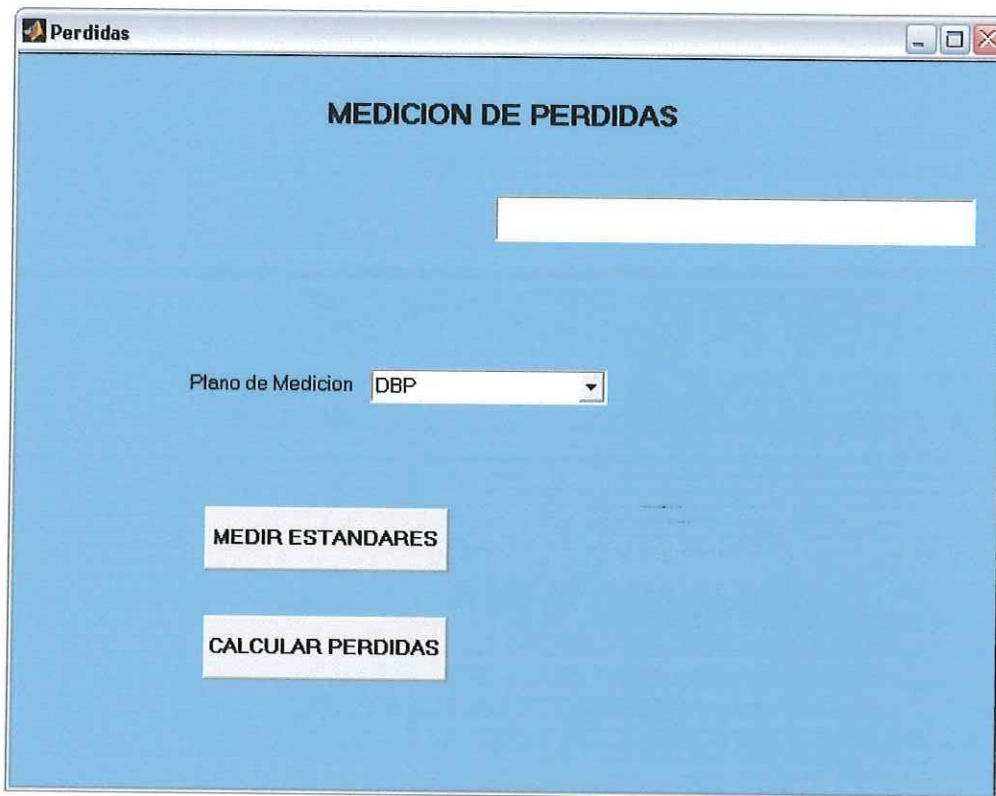 Perdidas
MEDICION DE PERDIDAS
Plano de Medicion DBP
MEDIR ESTANDARES
CALCULAR PERDIDAS